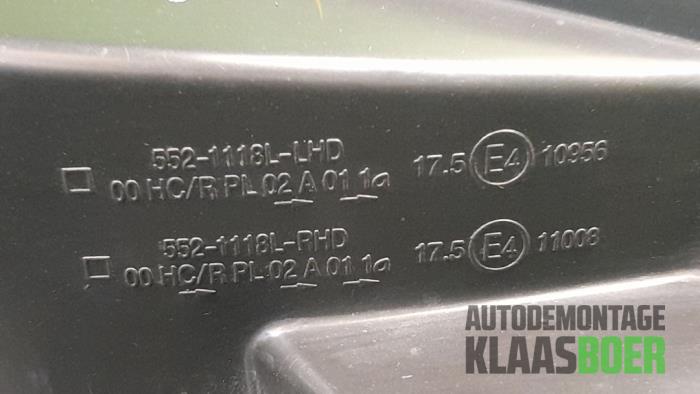 552-1118L-LHD
00 HC/R PL 02 A 01 1a 17.5 E4 10956
552-1118L-RHD
00 HC/R PL 02 A 01 1a 17.5 E4 11008
AUTODEMONTAGE
KLAASBOER